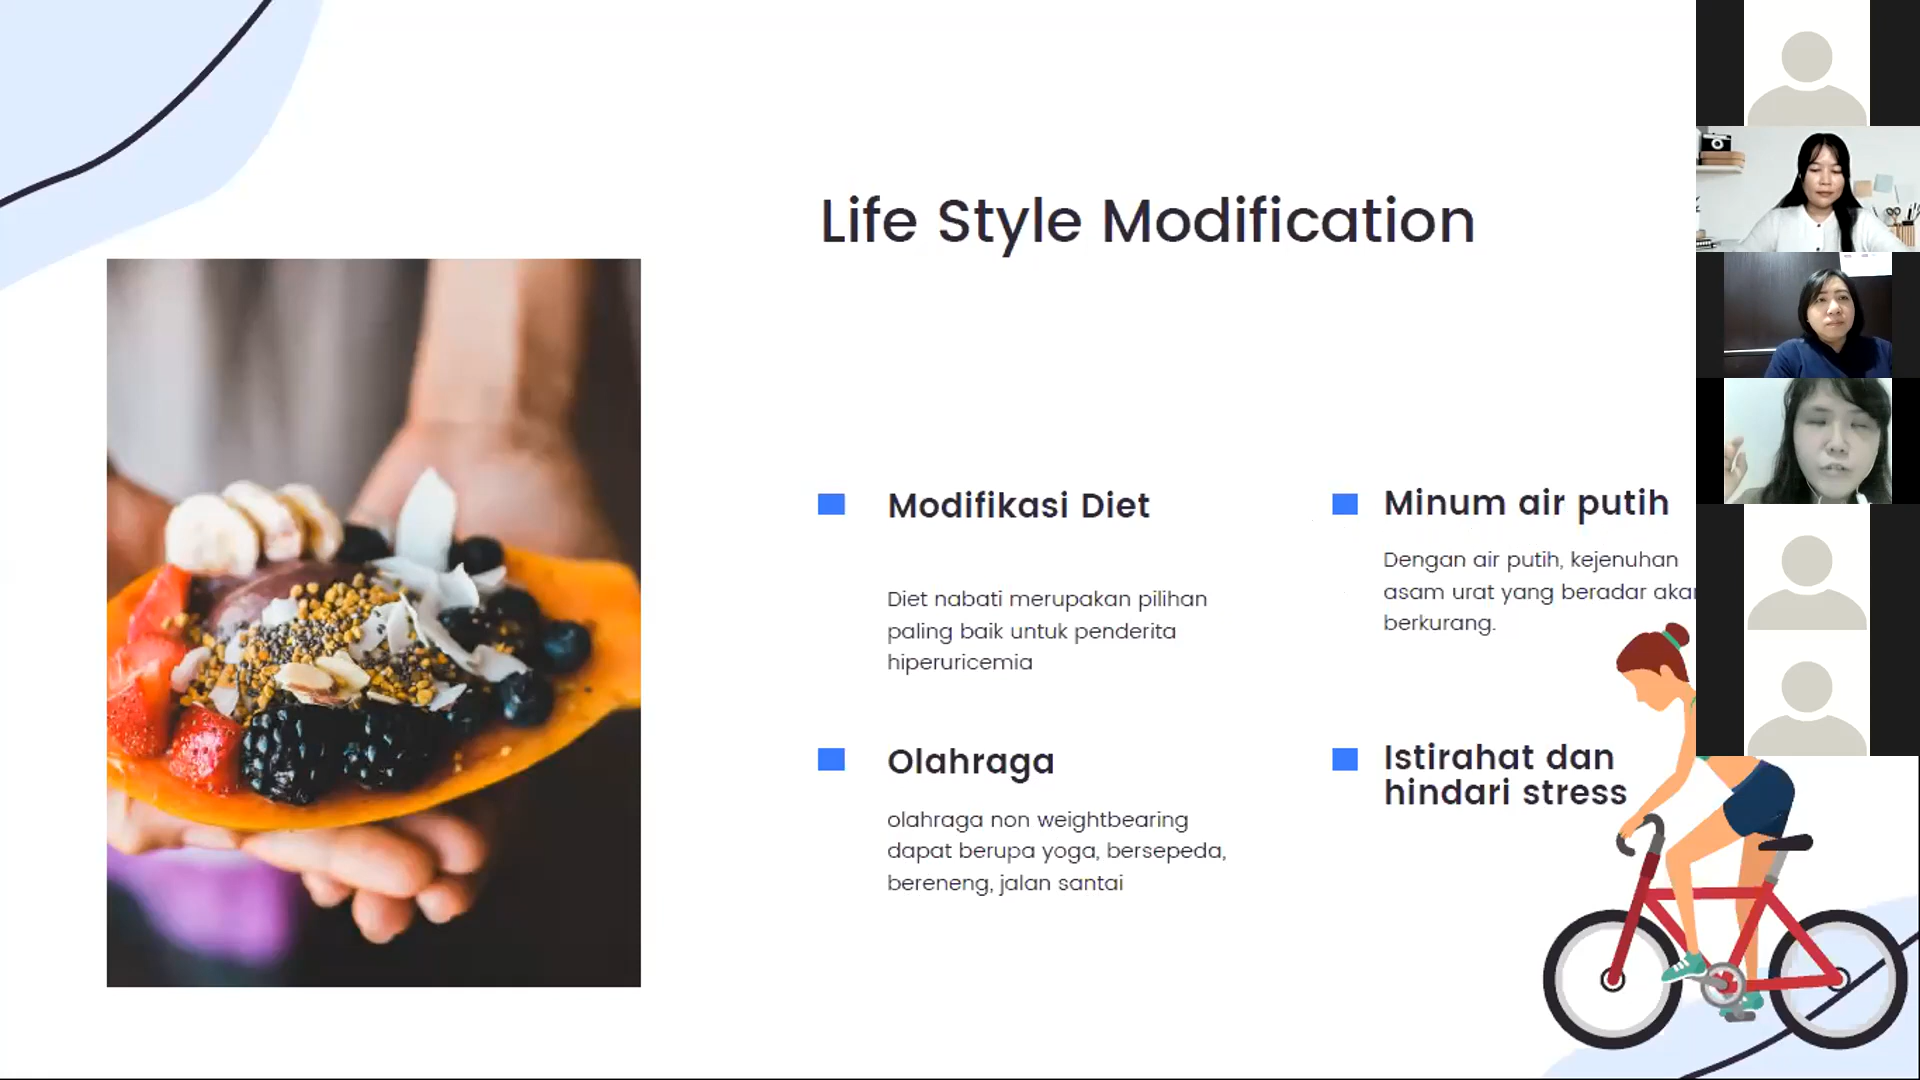 Life Style Modification
Modifikasi Diet
Diet nabati merupakan pilihan
paling baik untuk penderita
hiperuricemia
Minum air putih
Dengan air putih, kejenuhan
asam urat yang beradar akan
berkurang.
Olahraga
olahraga non weightbearing
dapat berupa yoga, bersepeda,
bereneng, jalan santai
Istirahat dan
hindari stress